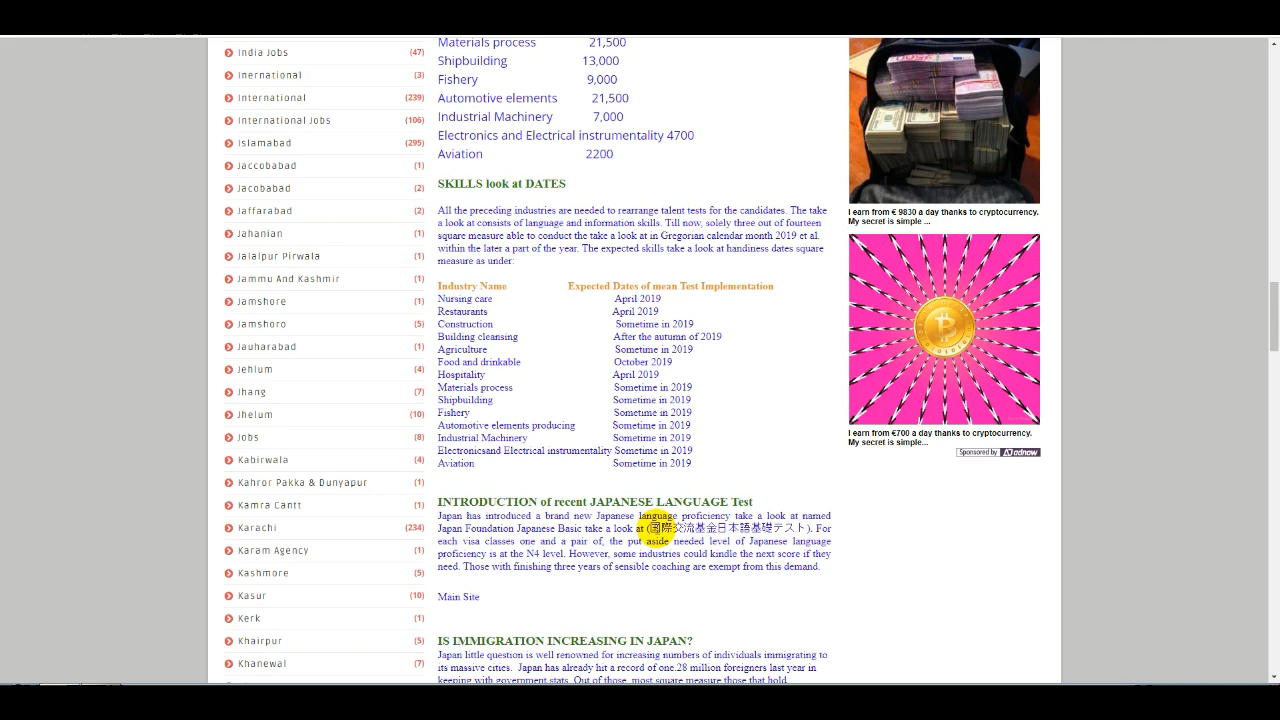 India Jobs (47)
Inernational (3)
International (239)
International Jobs (106)
Islamabad (295)
Jaccobabad (1)
Jacobabad (2)
Jaffarabad (2)
Jahanian (1)
Jalalpur Pirwala (1)
Jammu And Kashmir (1)
Jamshore (1)
Jamshoro (5)
Jauharabad (1)
Jehlum (4)
Jhang (7)
Jhelum (10)
Jobs (8)
Kabirwala (4)
Kahror Pakka & Dunyapur (1)
Kamra Cantt (1)
Karachi (234)
Karam Agency (1)
Kashmore (5)
Kasur (10)
Kerk (1)
Khairpur (5)
Khanewal (7)
Materials process 21,500
Shipbuilding 13,000
Fishery 9,000
Automotive elements 21,500
Industrial Machinery 7,000
Electronics and Electrical instrumentality 4700
Aviation 2200
SKILLS look at DATES
All the preceding industries are needed to rearrange talent tests for the candidates. The take
a look at consists of language and information skills. Till now, solely three out of fourteen
square measure able to conduct the take a look at in Gregorian calendar month 2019 et al.
within the later a part of the year. The expected skills take a look at handiness dates square
measure as under:
Industry Name Expected Dates of mean Test Implementation
Nursing care April 2019
Restaurants April 2019
Construction Sometime in 2019
Building cleansing After the autumn of 2019
Agriculture Sometime in 2019
Food and drinkable October 2019
Hospitality April 2019
Materials process Sometime in 2019
Shipbuilding Sometime in 2019
Fishery Sometime in 2019
Automotive elements producing Sometime in 2019
Industrial Machinery Sometime in 2019
Electronicsand Electrical instrumentality Sometime in 2019
Aviation Sometime in 2019
INTRODUCTION of recent JAPANESE LANGUAGE Test
Japan has introduced a brand new Japanese language proficiency take a look at named
Japan Foundation Japanese Basic take a look at (国際交流基金日本語基礎テスト). For
each visa classes one and a pair of, the put aside needed level of Japanese language
proficiency is at the N4 level. However, some industries could kindle the next score if they
need. Those with finishing three years of sensible coaching are exempt from this demand.
Main Site
IS IMMIGRATION INCREASING IN JAPAN?
Japan little question is well renowned for increasing numbers of individuals immigrating to
its massive cities. Japan has already hit a record of one.28 million foreigners last year in
keeping with government stats. Out of those, most square measure those that hold
I earn from € 9830 a day thanks to cryptocurrency.
My secret is simple ...
I earn from €700 a day thanks to cryptocurrency.
My secret is simple...
Sponsored by adnow